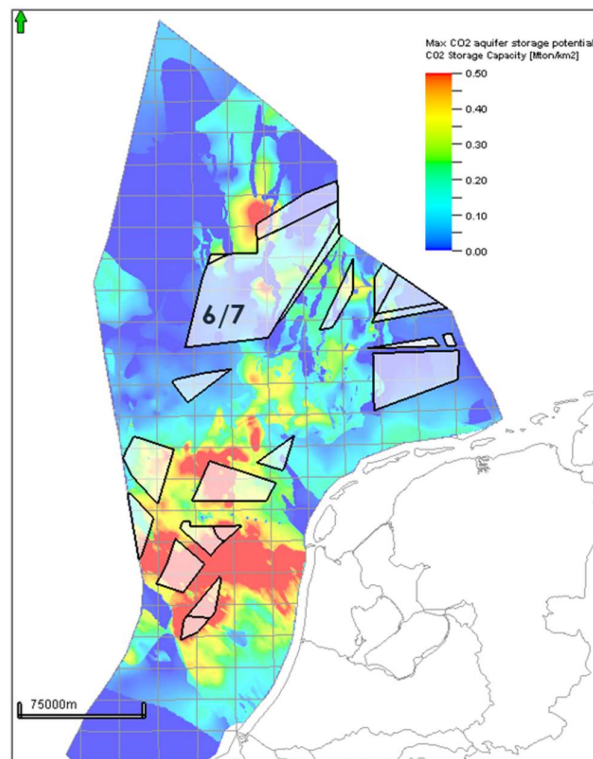 Max CO2 aquifer storage potential
CO2 Storage Capacity [Mton/km2]
0.50
0.40
0.30
0.20
0.10
0.00
6/7
75000m